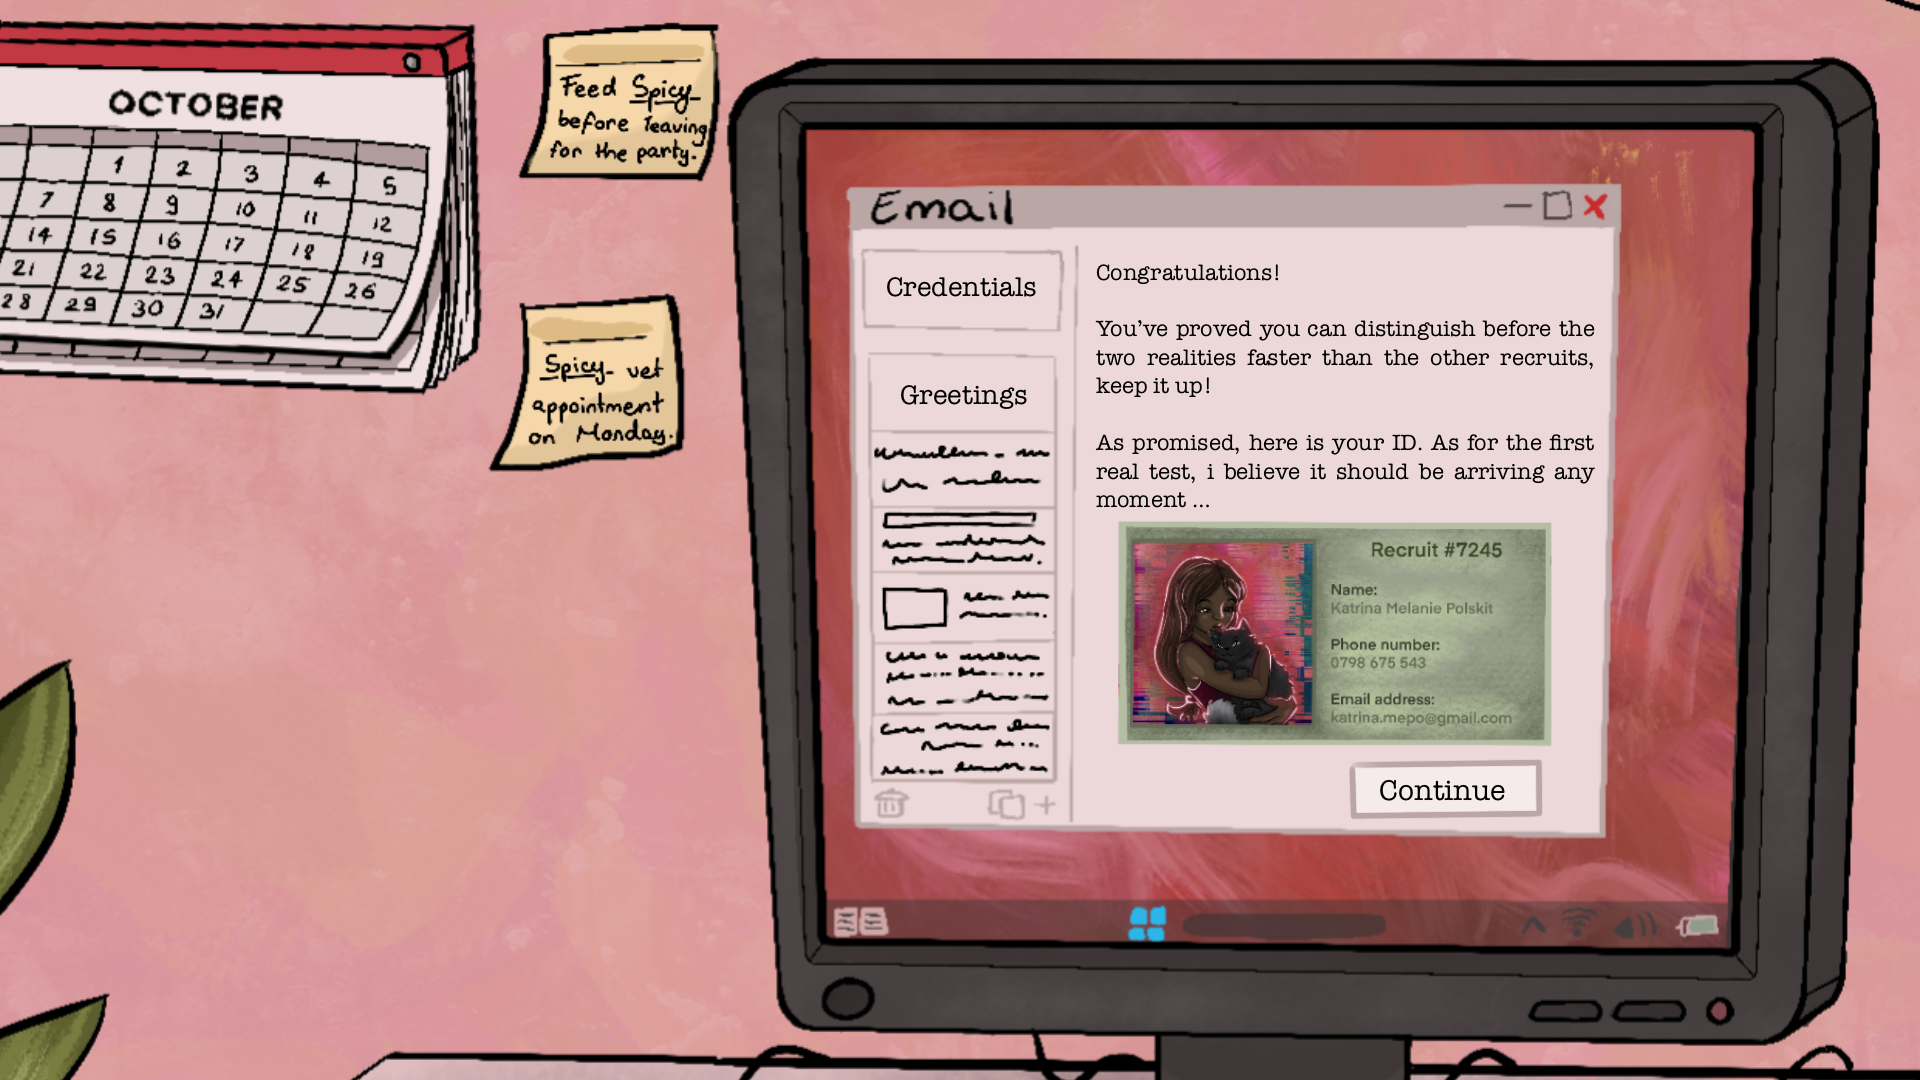 OCTOBER
1 2 3 4 5
7 8 9 10 11 12
14 15 16 17 18 19
21 22 23 24 25 26
28 29 30 31
Feed Spicy
before leaving
for the party.
Spicy vet
appointment
on Monday.
Email
Credentials
Greetings
Congratulations!
You've proved you can distinguish before the
two realities faster than the other recruits,
keep it up!
As promised, here is your ID. As for the first
real test, i believe it should be arriving any
moment ...
Recruit #7245
Name:
Katrina Melanie Polskit
Phone number:
0798 675 543
Email address:
katrina.mepo@gmail.com
Continue